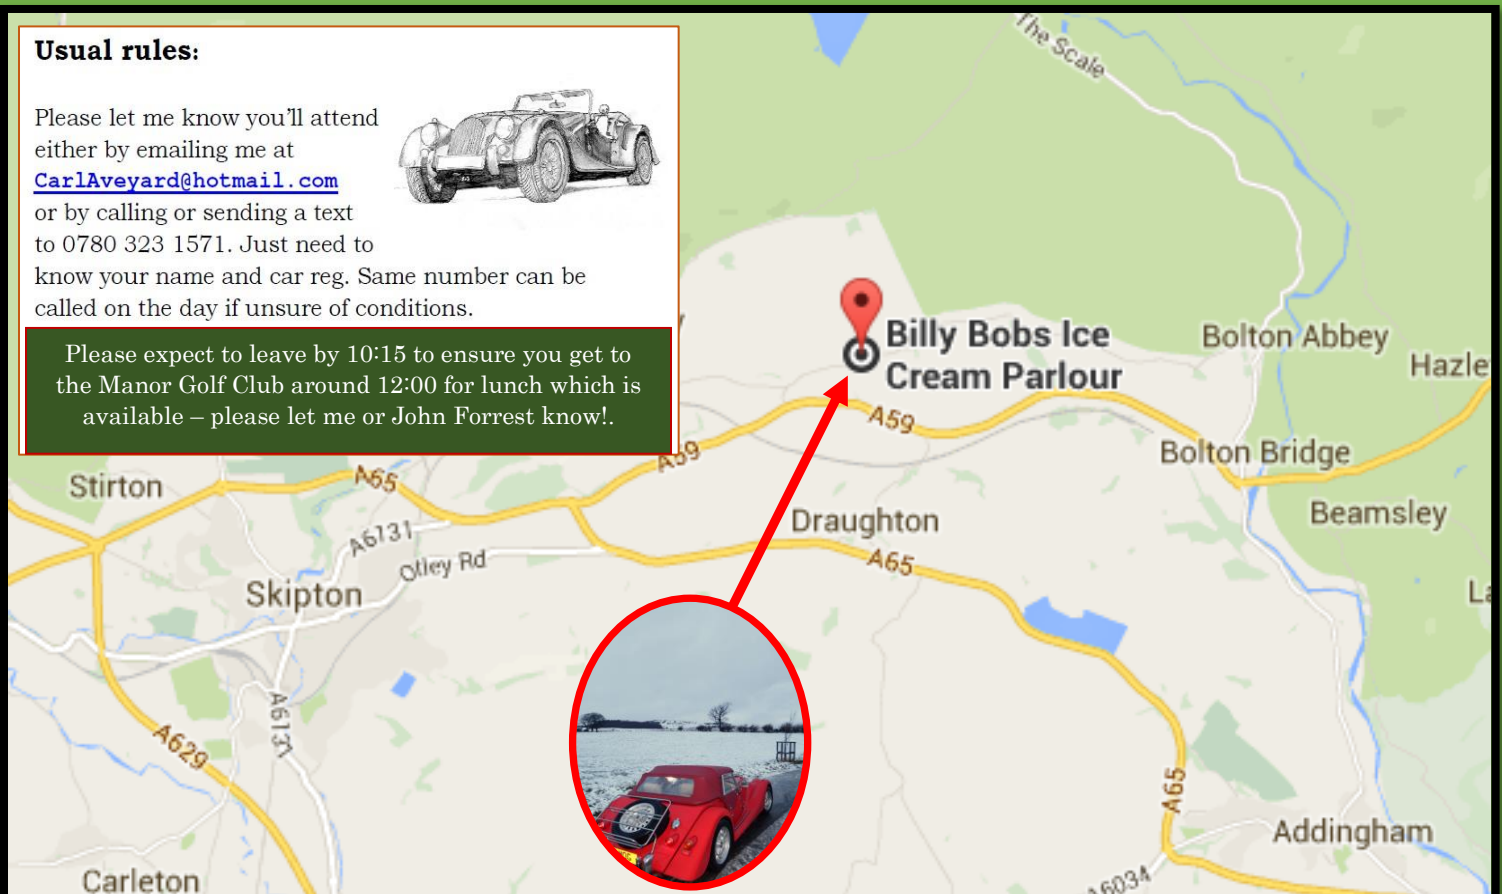 Usual rules:
Please let me know you'll attend
either by emailing me at
CarlAveyard@hotmail.com
or by calling or sending a text
to 0780 323 1571. Just need to
know your name and car reg. Same number can be
called on the day if unsure of conditions.
Please expect to leave by 10:15 to ensure you get to
the Manor Golf Club around 12:00 for lunch which is
available – please let me or John Forrest know!.
The Scale
Billy Bobs Ice
Cream Parlour
Bolton Abbey
Hazle
A59
A59
Bolton Bridge
Stirton
A65
Beamsley
Draughton
A6131
Otley Rd
A65
Skipton
A6131
A629
A65
Addingham
Carleton
A6034